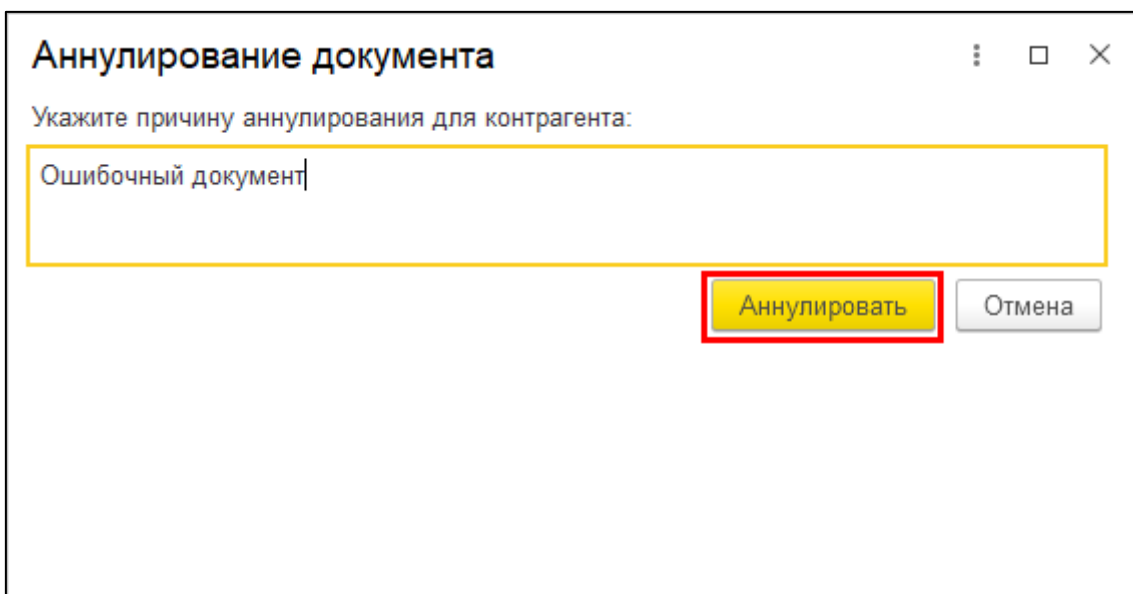 Аннулирование документа
Укажите причину аннулирования для контрагента:
Ошибочный документ
Аннулировать Отмена